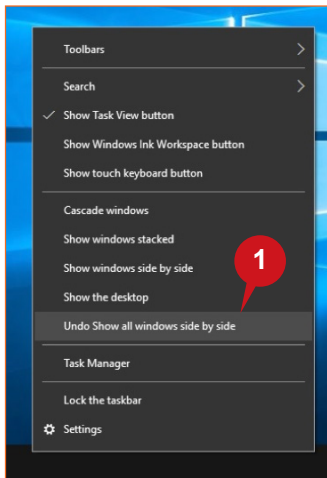 Toolbars
Search
Show Task View button
Show Windows Ink Workspace button
Show touch keyboard button
Cascade windows
Show windows stacked
Show windows side by side
1
Show the desktop
Undo Show all windows side by side
Task Manager
Lock the taskbar
Settings